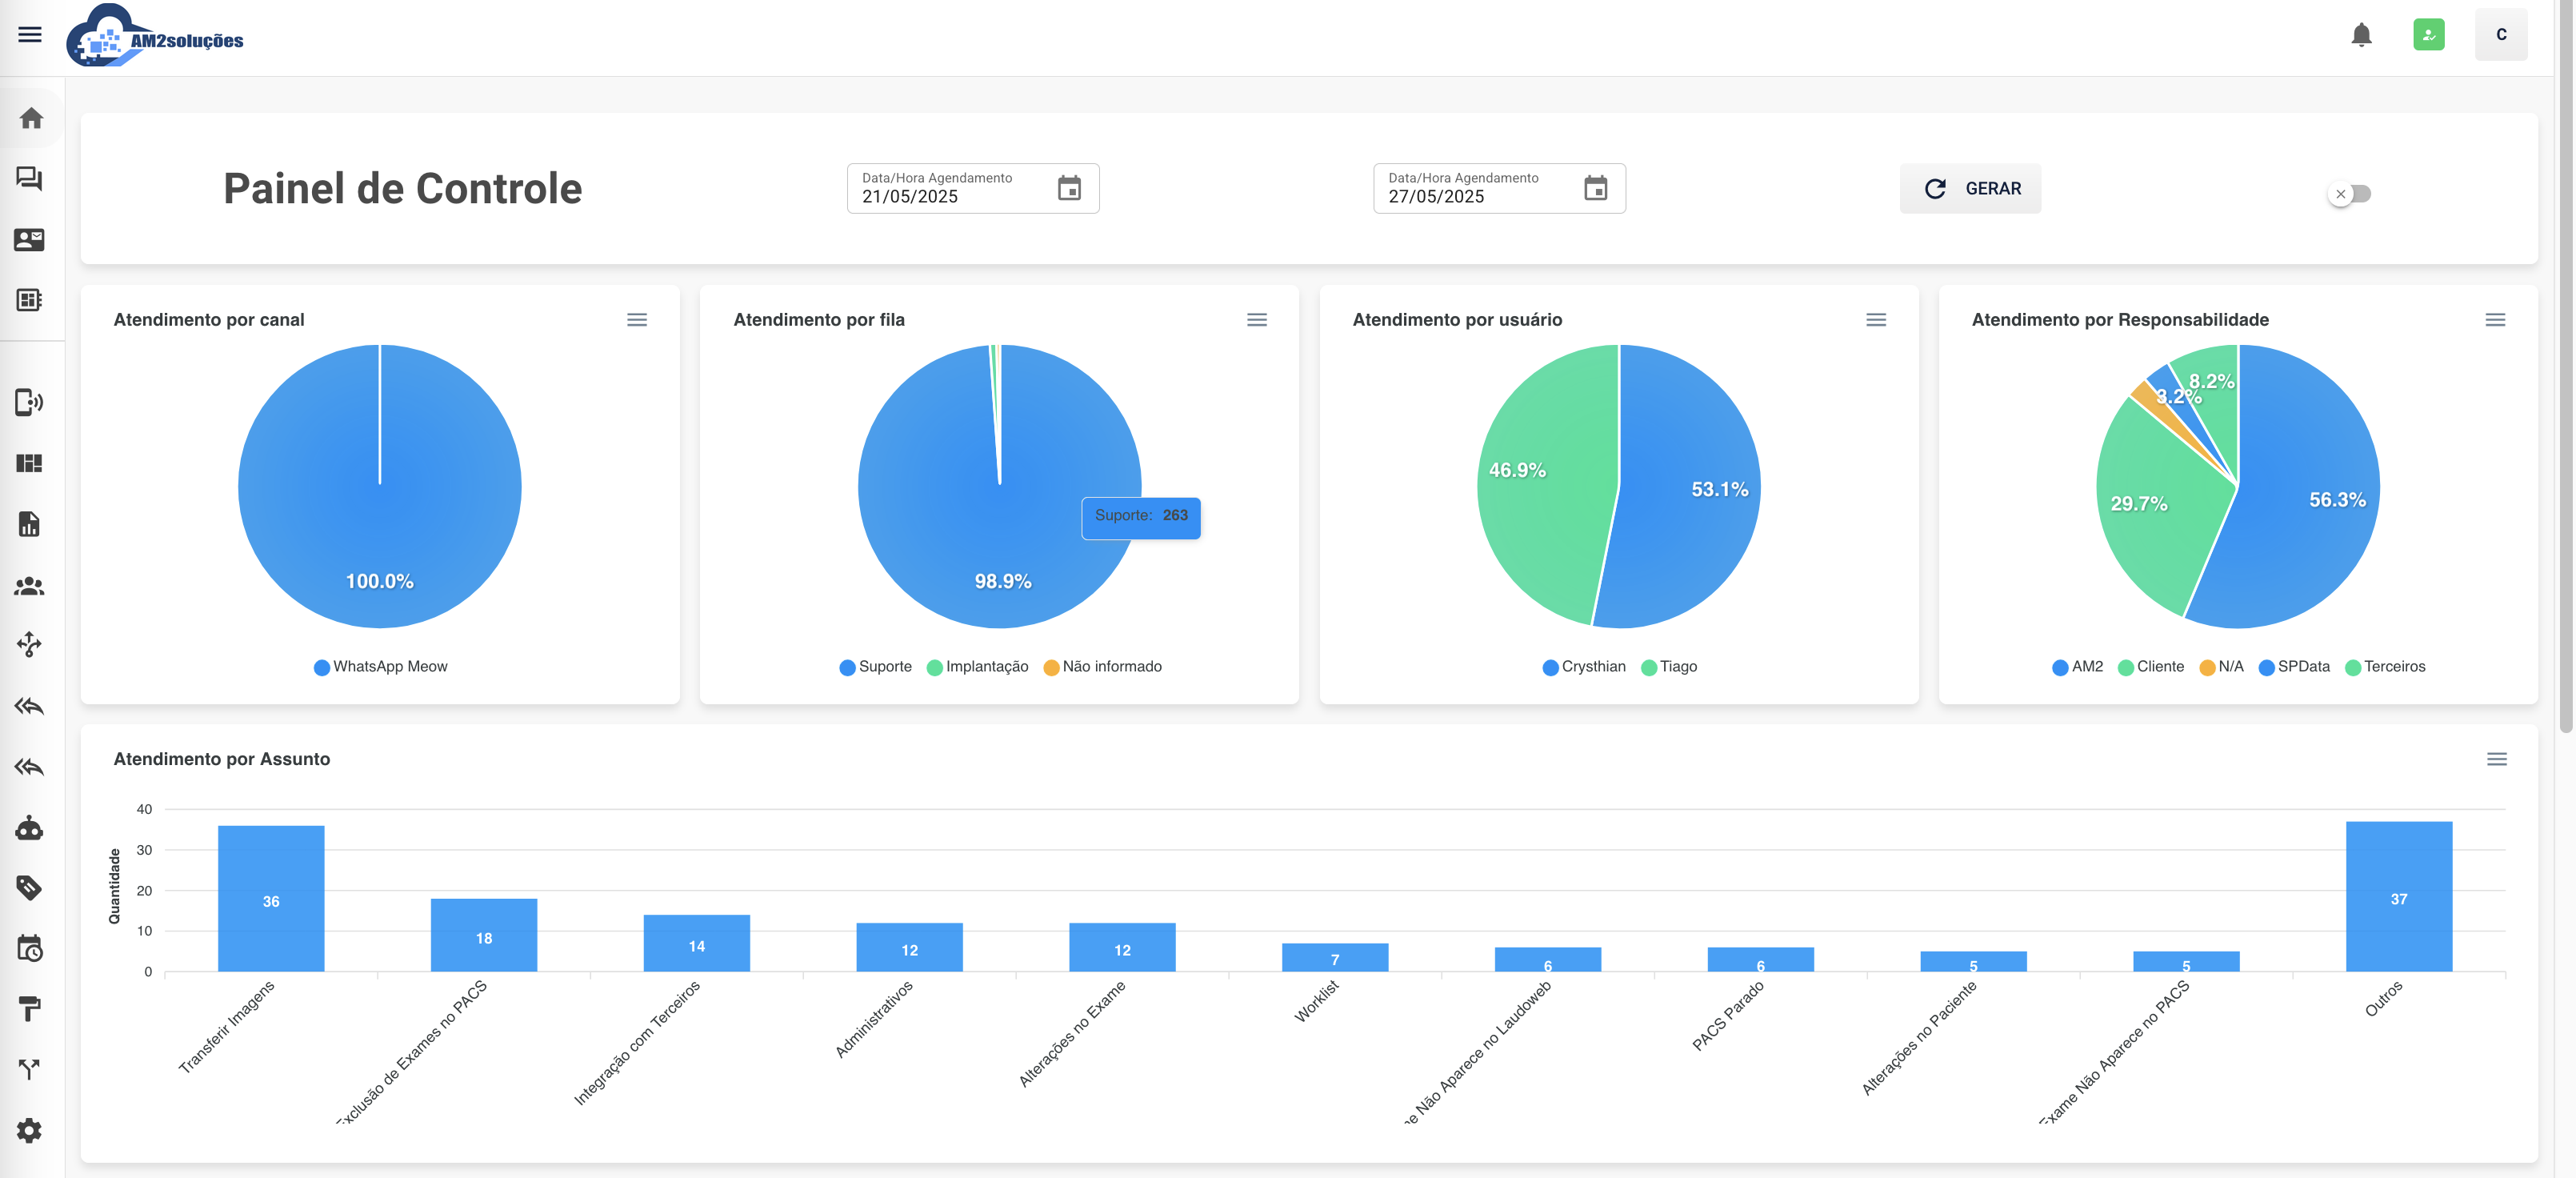 AM2soluções
C
Painel de Controle
Data/Hora Agendamento
21/05/2025
Data/Hora Agendamento
27/05/2025
GERAR
Atendimento por canal
100.0%
WhatsApp Meow
Atendimento por fila
Suporte: 263
98.9%
Suporte Implantação Não informado
Atendimento por usuário
46.9%
53.1%
Crysthian Tiago
Atendimento por Responsabilidade
8.2%
3.2%
29.7%
56.3%
AM2 Cliente N/A SPData Terceiros
Atendimento por Assunto
Quantidade
40
30
20
10
0
36
18
14
12
12
7
6
6
5
5
37
Transferir Imagens
xclusão de Exames no PACS
Integração com Terceiros
Administrativos
Alterações no Exame
Worklist
ne Não Aparece no Laudoweb
PACS Parado
Alterações no Paciente
Exame Não Aparece no PACS
Outros